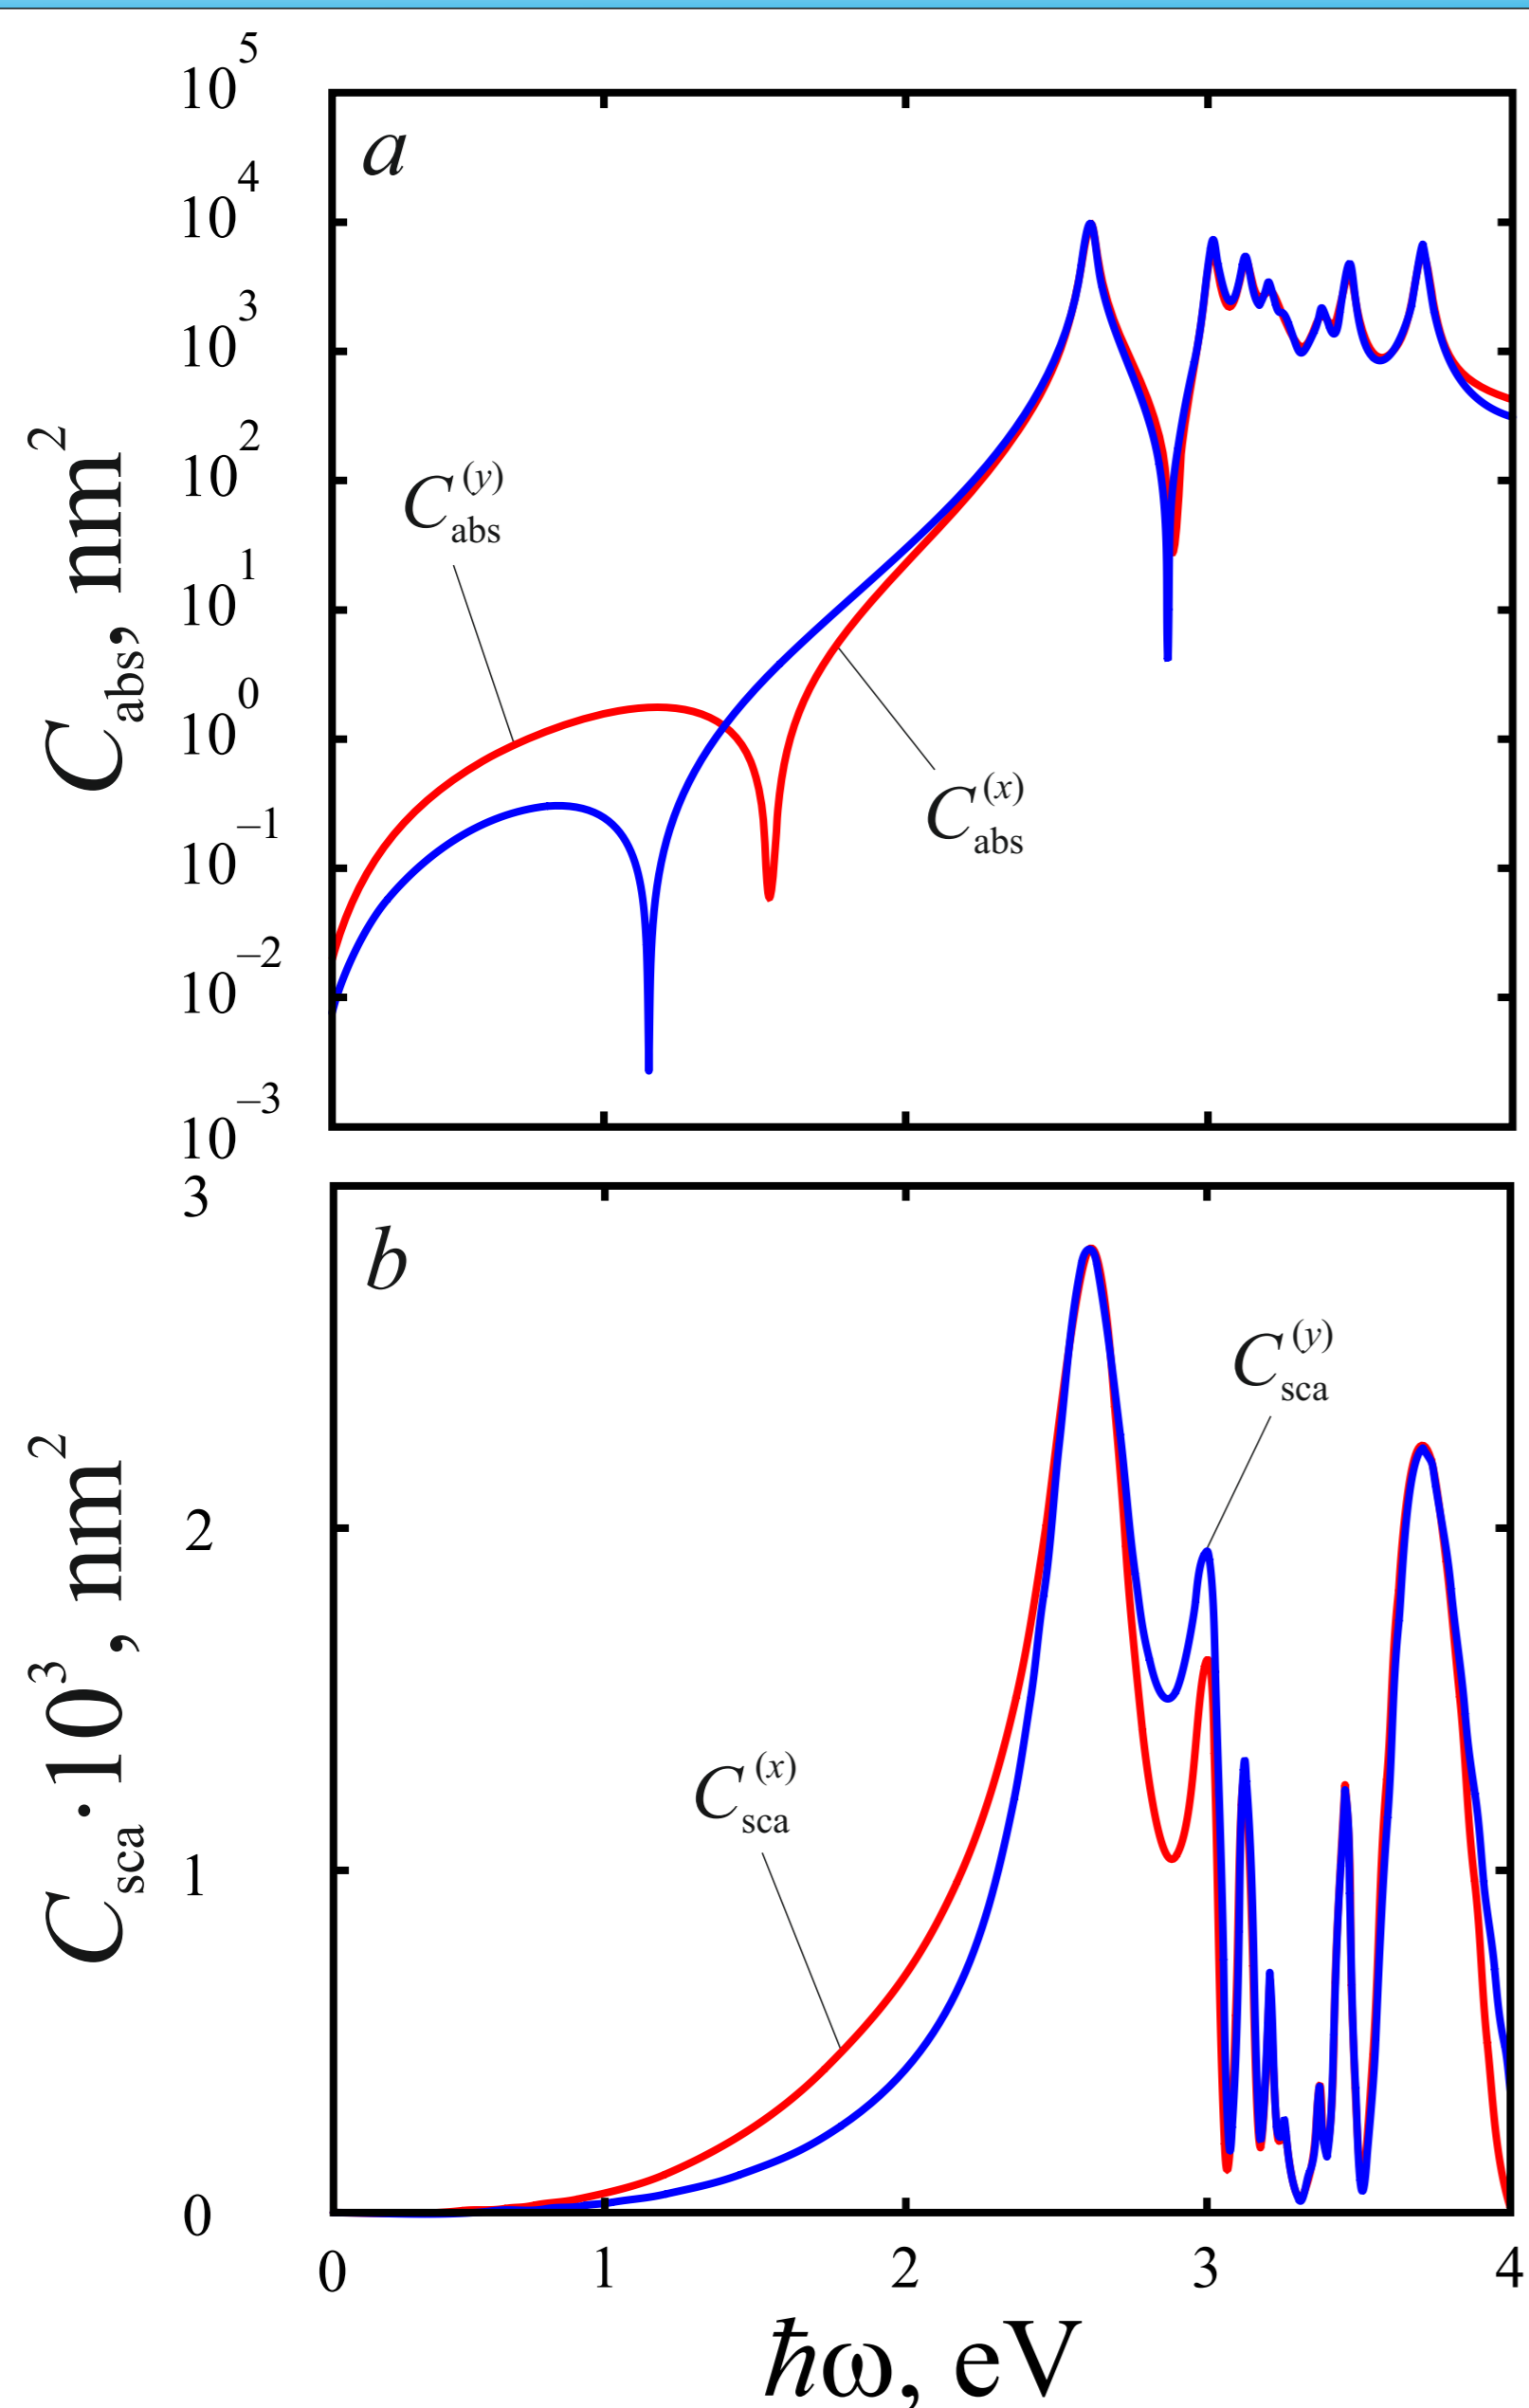 a
10^5
10^4
10^3
10^2
10^1
10^0
10^–1
10^–2
10^–3
C_abs, nm^2
C_abs^(y)
C_abs^(x)
b
3
2
1
0
C_sca·10^3, nm^2
C_sca^(y)
C_sca^(x)
0 1 2 3 4
ħω, eV